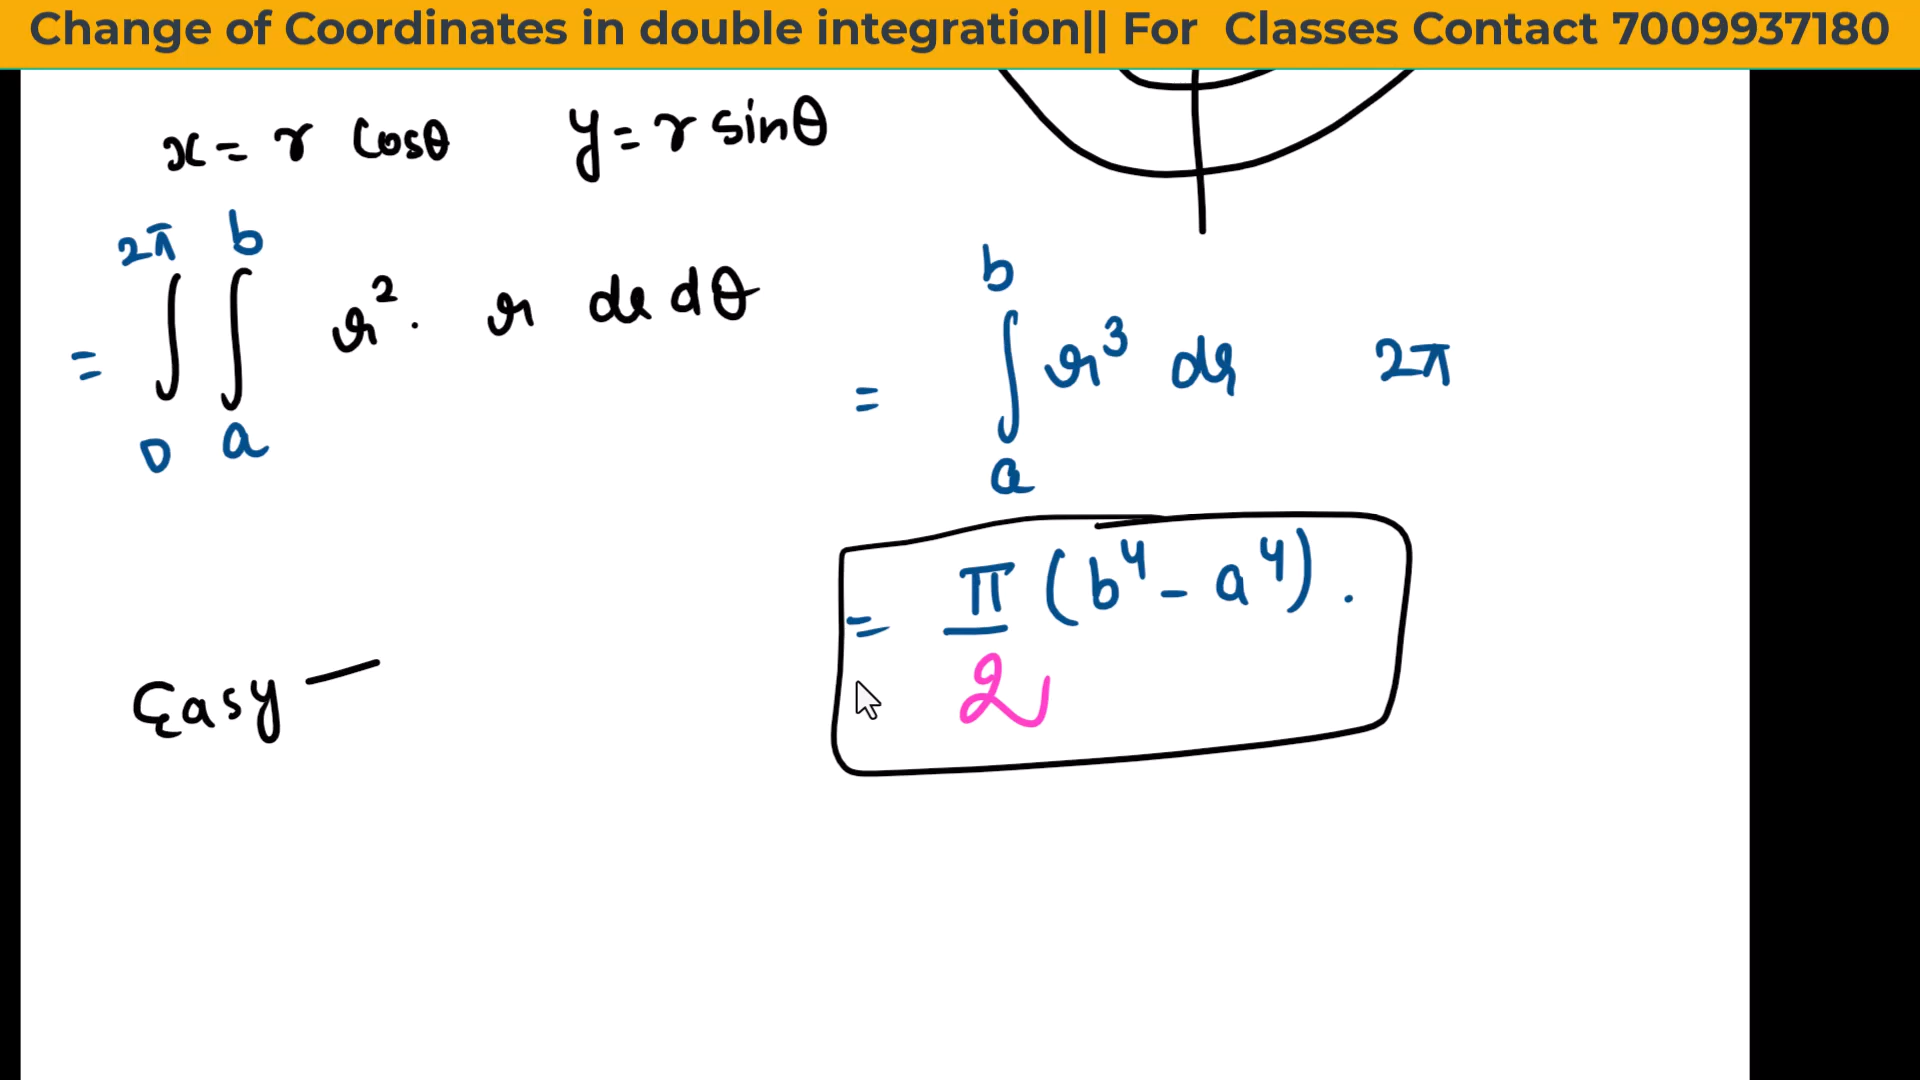 Change of Coordinates in double integration|| For Classes Contact 7009937180
x = r cosθ y = r sinθ
= ∫₀^2π ∫ₐ^b r². r dr dθ
= ∫ₐ^b r³ dr 2π
= π/2 (b⁴ - a⁴).
Easy —